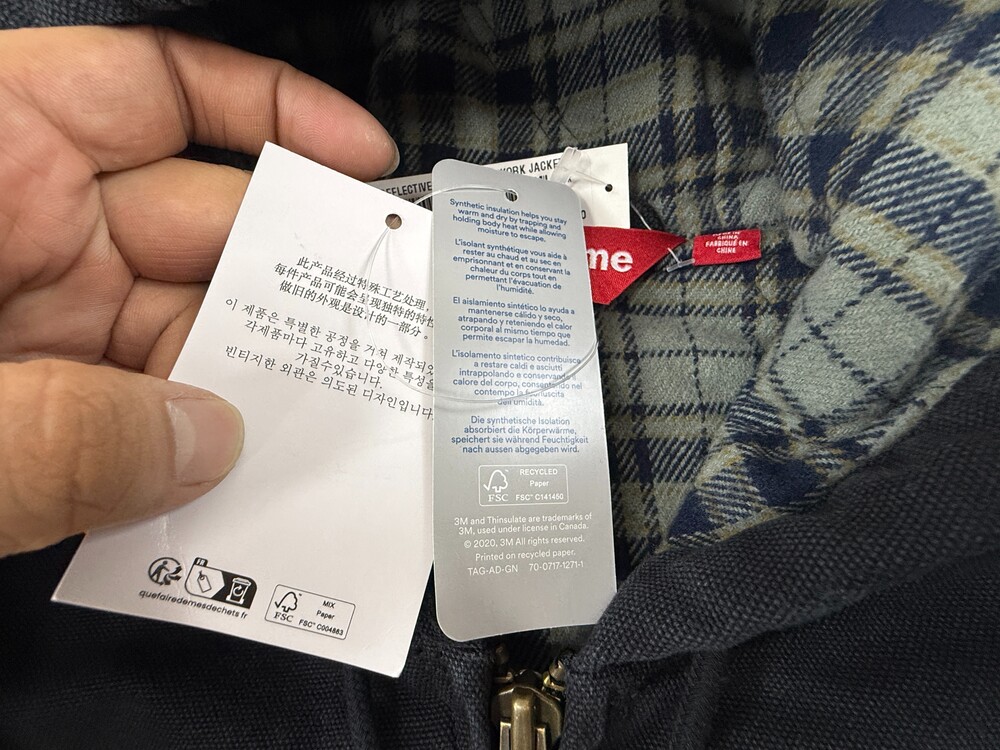 此产品经过特殊工艺处理，
每件产品可能会呈现独特的特性
做旧的外观是设计的一部分。
이 제품은 특별한 공정을 거쳐 제작되었
각제품마다 고유하고 다양한 특성을
가질수있습니다.
빈티지한 외관은 의도된 디자인입니다.
FR
quefairedemesdechets.fr
FSC
MIX
Paper
FSC™ C004883
EFLECTIVE
WORK JACKE
Synthetic insulation helps you stay
warm and dry by trapping and
holding body heat while allowing
moisture to escape.
L'isolant synthétique vous aide à
rester au chaud et au sec en
emprisonnant et en conservant la
chaleur du corps tout en
permettant l'évacuation de
l'humidité.
El aislamiento sintético lo ayuda a
mantenerse cálido y seco,
atrapando y reteniendo el calor
corporal al mismo tiempo que
permite escapar la humedad.
L'isolamento sintetico contribuisce
a restare caldi e asciutti
intrappolando e conservando il
calore del corpo, consentendo nel
contempo la fuoriuscita
dell'umidità.
Die synthetische Isolation
absorbiert die Körperwärme,
speichert sie während Feuchtigkeit
nach aussen abgegeben wird.
FSC
RECYCLED
Paper
FSC™ C141450
3M and Thinsulate are trademarks of
3M, used under license in Canada.
© 2020, 3M All rights reserved.
Printed on recycled paper.
TAG-AD-GN 70-0717-1271-1
me
CHINA
FABRIQUÉ EN
CHINE